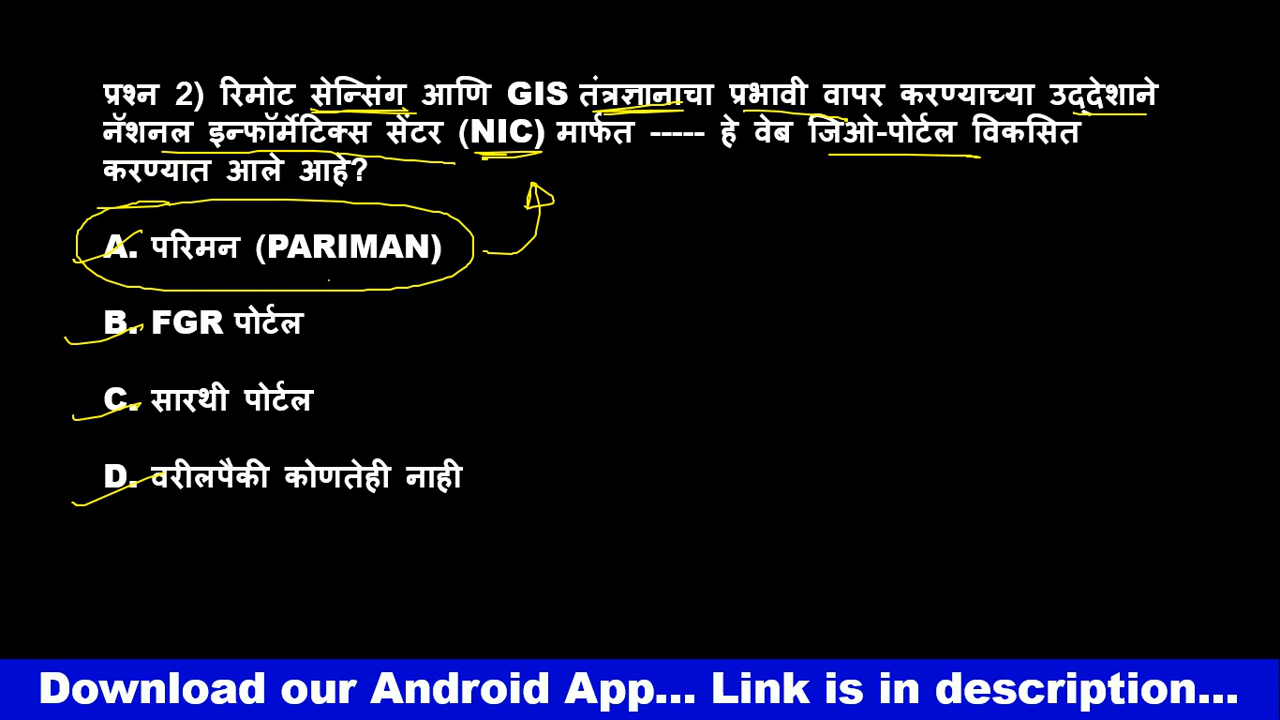 प्रश्न 2) रिमोट सेन्सिंग आणि GIS तंत्रज्ञानाचा प्रभावी वापर करण्याच्या उद्देशाने
नॅशनल इन्फॉर्मेटिक्स सेंटर (NIC) मार्फत ----- हे वेब जिओ-पोर्टल विकसित
करण्यात आले आहे?
A. परिमन (PARIMAN)
B. FGR पोर्टल
C. सारथी पोर्टल
D. वरीलपैकी कोणतेही नाही
Download our Android App... Link is in description...